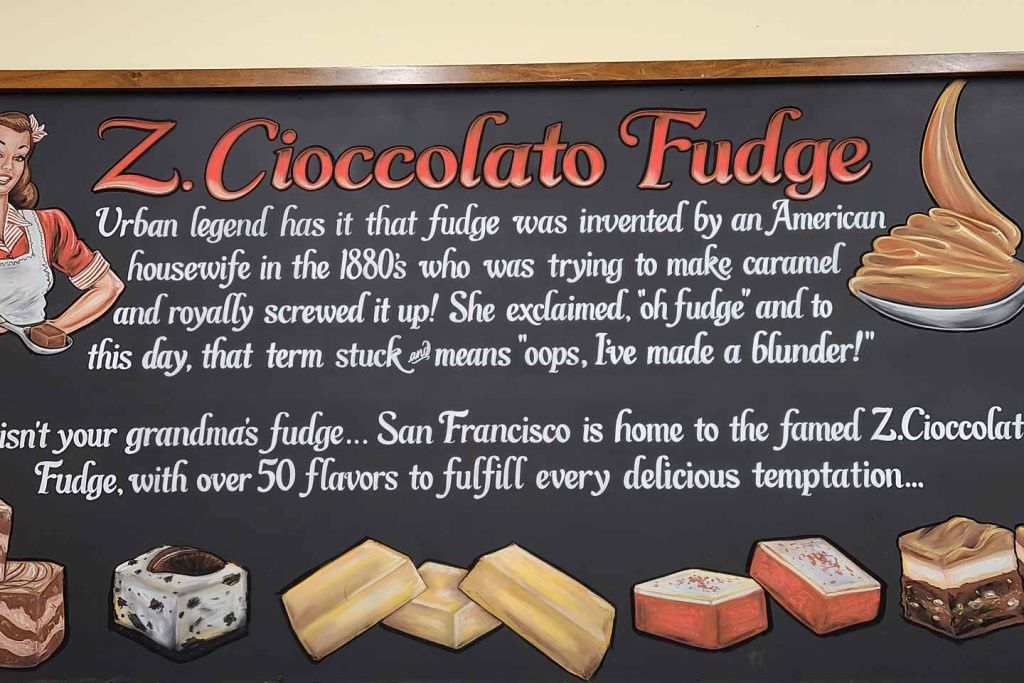 Z. Cioccolato Fudge
Urban legend has it that fudge was invented by an American
housewife in the 1880's who was trying to make caramel
and royally screwed it up! She exclaimed, "oh fudge" and to
this day, that term stuck and means "oops, I've made a blunder!"
isn't your grandma's fudge... San Francisco is home to the famed Z.Cioccolat
Fudge, with over 50 flavors to fulfill every delicious temptation...